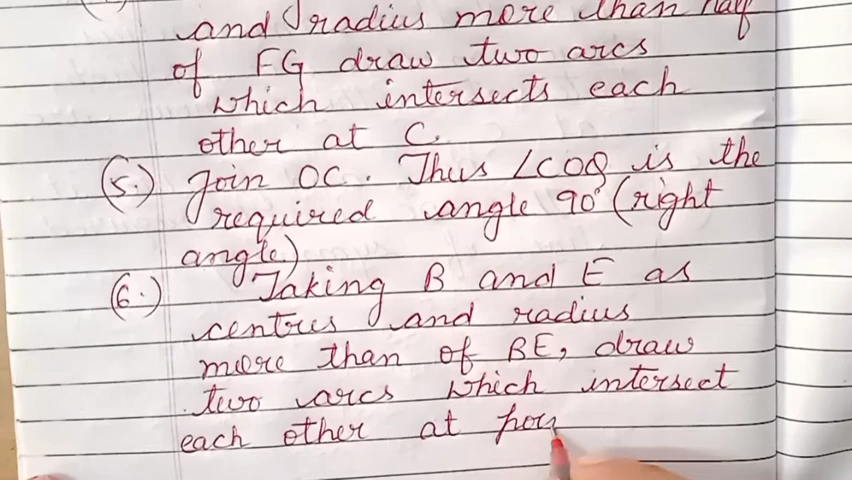 and radius more than half
of FG draw two arcs
which intersects each
other at C.
(5.) Join OC. Thus ∠COQ is the
required angle 90° (right
angle)
(6.) Taking B and E as
centres and radius
more than of BE, draw
two arcs which intersect
each other at poi